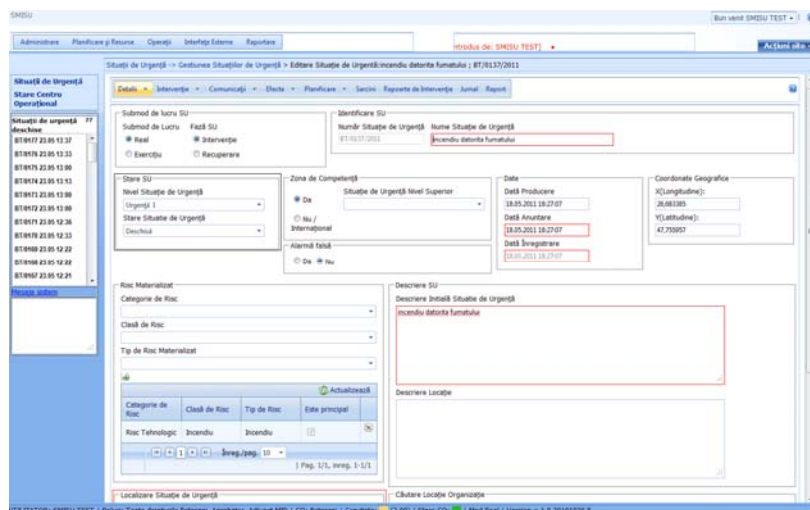 SMISU
Bun venit SMISU TEST
Administrare Planificare și Resurse Operații Interfețe Externe Raportare
introdus de: SMISU TEST]
Acțiuni site
Situații de Urgență -> Gestiunea Situațiilor de Urgență > Editare Situație de Urgență:incendiu datorita fumatului ; BT/0137/2011
Situații de Urgență
Stare Centru
Operațional
Detalii Intervenție Comunicații Efecte Planificare Sarcini Rapoarte de Intervenție Jurnal Raport
Situații de urgență deschise
BT/0177 23.05 13:37
BT/0176 23.05 13:33
BT/0175 23.05 13:00
BT/0174 23.05 13:13
BT/0173 23.05 13:00
BT/0172 23.05 13:00
BT/0171 23.05 12:36
BT/0170 23.05 12:33
BT/0169 23.05 12:22
BT/0168 23.05 12:22
BT/0167 23.05 12:21
Mesaje sistem
Submod de lucru SU
Submod de Lucru Fază SU
Real Intervenție
Exercițiu Recuperare
Identificare SU
Număr Situație de Urgență Nume Situație de Urgență
BT/0137/2011 incendiu datorita fumatului
Stare SU
Nivel Situație de Urgență
Urgență I
Stare Situatie de Urgență
Deschisă
Zona de Competență
Situație de Urgență Nivel Superior
Da
Nu /
International
Alarmă falsă
Da Nu
Date
Dată Producere
18.05.2011 18:27:07
Dată Anuntare
18.05.2011 18:27:07
Dată Înregistrare
18.05.2011 18:27:07
Coordonate Geografice
X(Longitudine):
26,683385
Y(Latitudine):
47,755957
Risc Materializat
Categorie de Risc
Clasă de Risc
Tip de Risc Materializat
Actualizează
Categorie de Risc Clasă de Risc Tip de Risc Este principal
Risc Tehnologic Incendiu Incendiu
1 Înreg./pag. 10
| Pag. 1/1, inreg. 1-1/1
Descriere SU
Descriere Initială Situatie de Urgență
incendiu datorita fumatului
Descriere Locație
Localizare Situație de Urgență
Căutare Locație Organizație